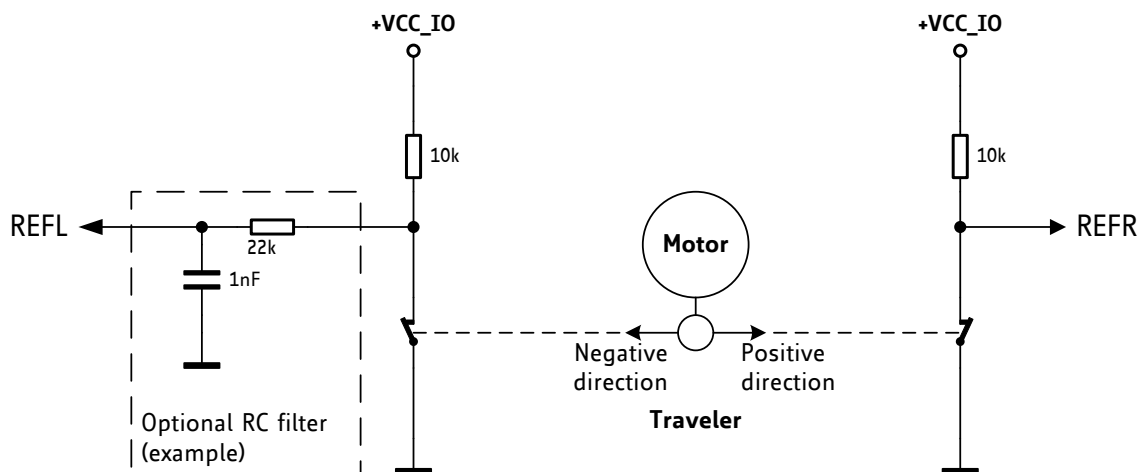 +VCC_IO
+VCC_IO
10k
10k
REFL
22k
1nF
Motor
REFR
Negative
direction
Positive
direction
Traveler
Optional RC filter
(example)